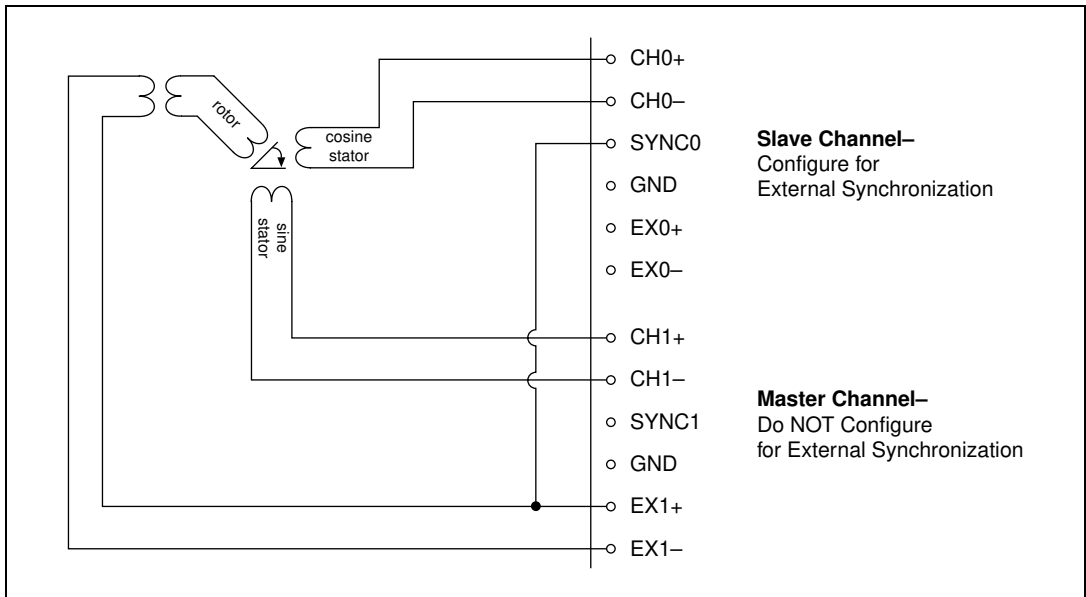 rotor
cosine
stator
sine
stator
CH0+
CH0–
SYNC0
GND
EX0+
EX0–
Slave Channel–
Configure for
External Synchronization
CH1+
CH1–
SYNC1
GND
EX1+
EX1–
Master Channel–
Do NOT Configure
for External Synchronization